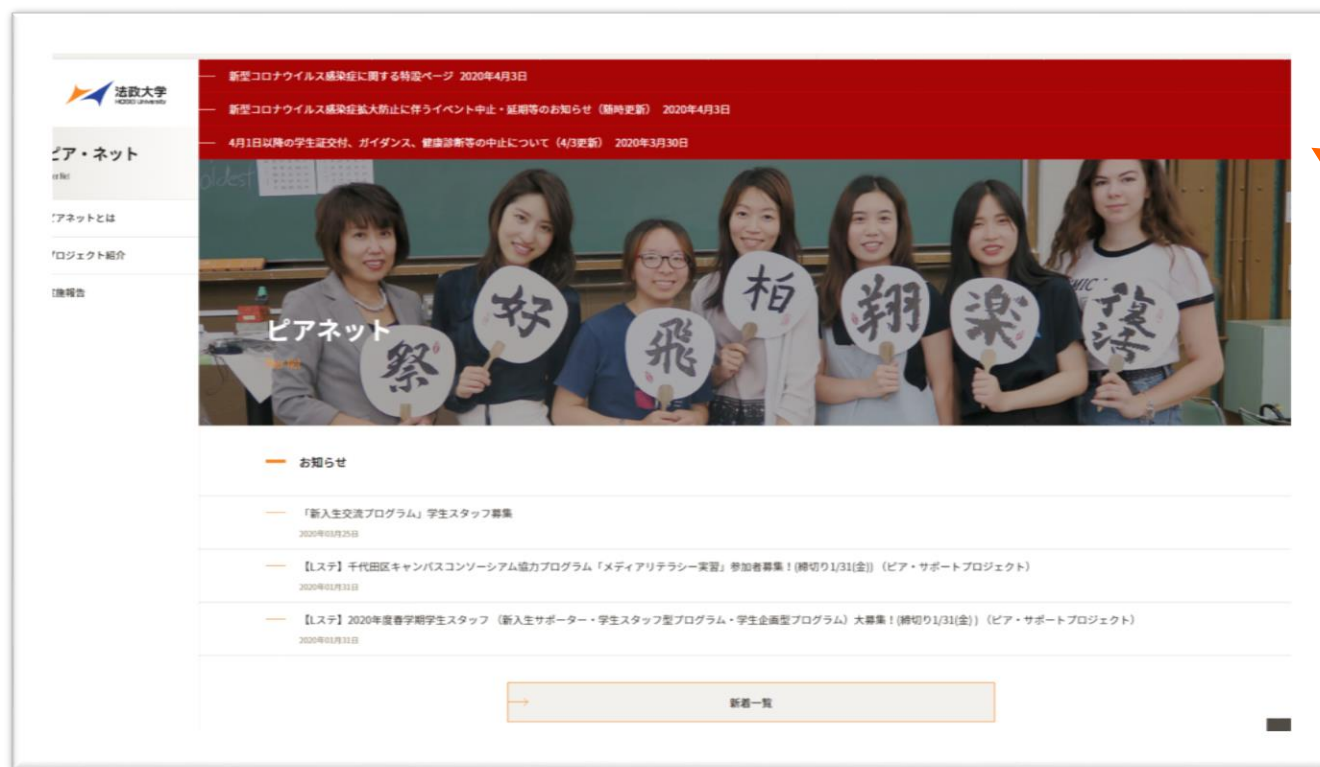 法政大学
HOSEI University
ピア・ネット
ピアネットとは
プロジェクト紹介
実施報告
新型コロナウイルス感染症に関する特設ページ 2020年4月3日
新型コロナウイルス感染症拡大防止に伴うイベント中止・延期等のお知らせ（随時更新） 2020年4月3日
4月1日以降の学生証交付、ガイダンス、健康診断等の中止について（4/3更新） 2020年3月30日
oldest
祭
好
飛
柏
翔
楽
復活
ピアネット
お知らせ
「新入生交流プログラム」学生スタッフ募集
2020年03月25日
【Lステ】千代田区キャンパスコンソーシアム協力プログラム「メディアリテラシー実習」参加者募集！(締切り1/31(金)) （ピア・サポートプロジェクト）
2020年01月31日
【Lステ】2020年度春学期学生スタッフ （新入生サポーター・学生スタッフ型プログラム・学生企画型プログラム）大募集！(締切り1/31(金) ) （ピア・サポートプロジェクト）
2020年01月31日
新着一覧